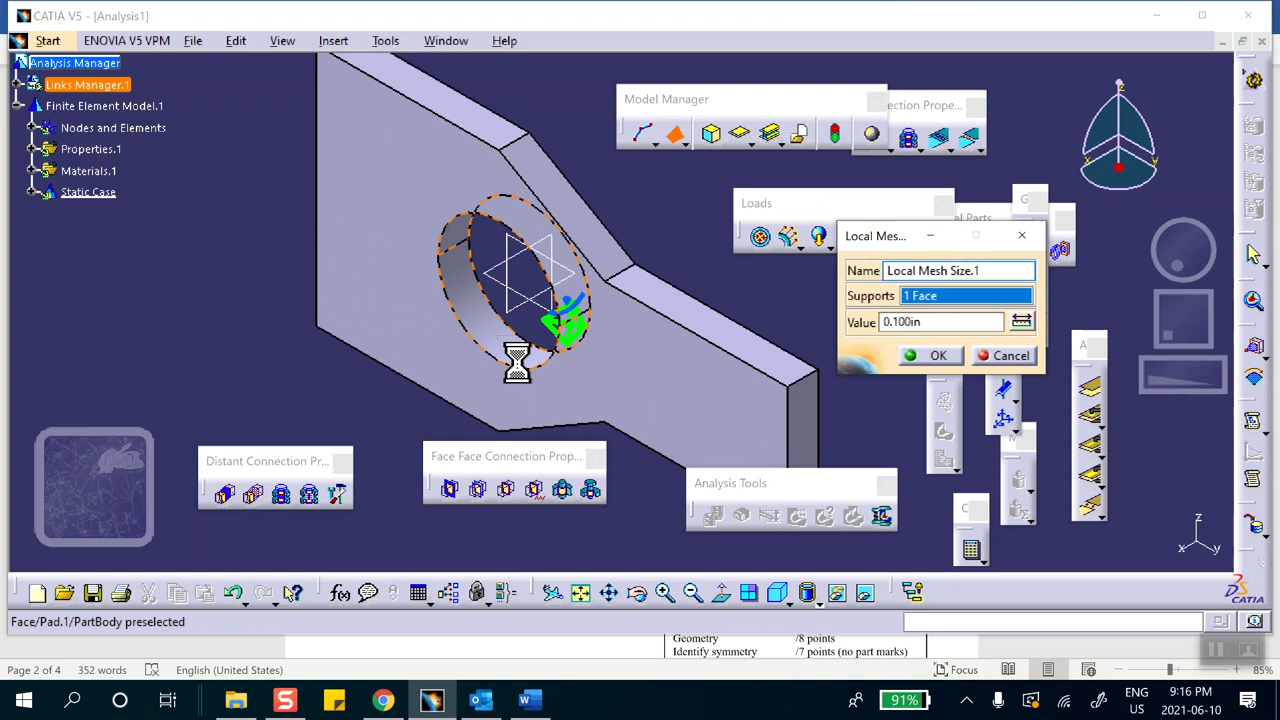 CATIA V5 - [Analysis1]
Start ENOVIA V5 VPM File Edit View Insert Tools Window Help
Analysis Manager
Links Manager.1
Finite Element Model.1
Nodes and Elements
Properties.1
Materials.1
Static Case
Model Manager
ction Prope...
Loads
el Parts
G
z
y
Local Mes...
Name Local Mesh Size.1
Supports 1 Face
Value 0.100in
OK Cancel
A
M
Distant Connection Pr...
Face Face Connection Prop...
Analysis Tools
C
z
x y
f(x)
CATIA
Face/Pad.1/PartBody preselected
Geometry /8 points
Identify symmetry /7 points (no part marks)
Page 2 of 4 352 words English (United States) Focus 85%
91% ENG US 9:16 PM 2021-06-10